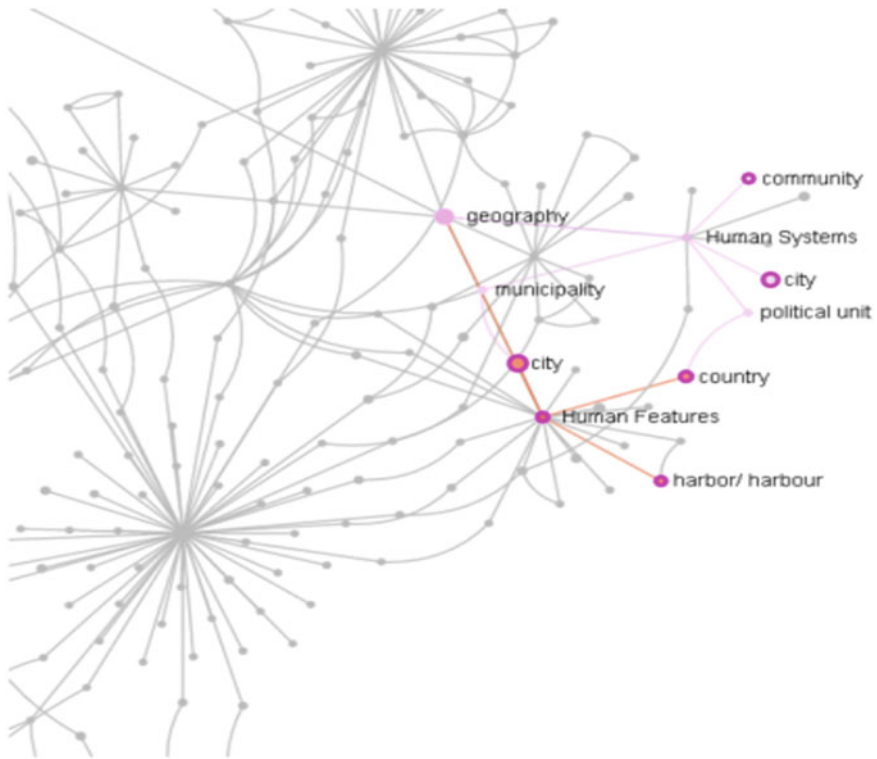 community
geography
Human Systems
city
municipality
political unit
city
country
Human Features
harbor/ harbour